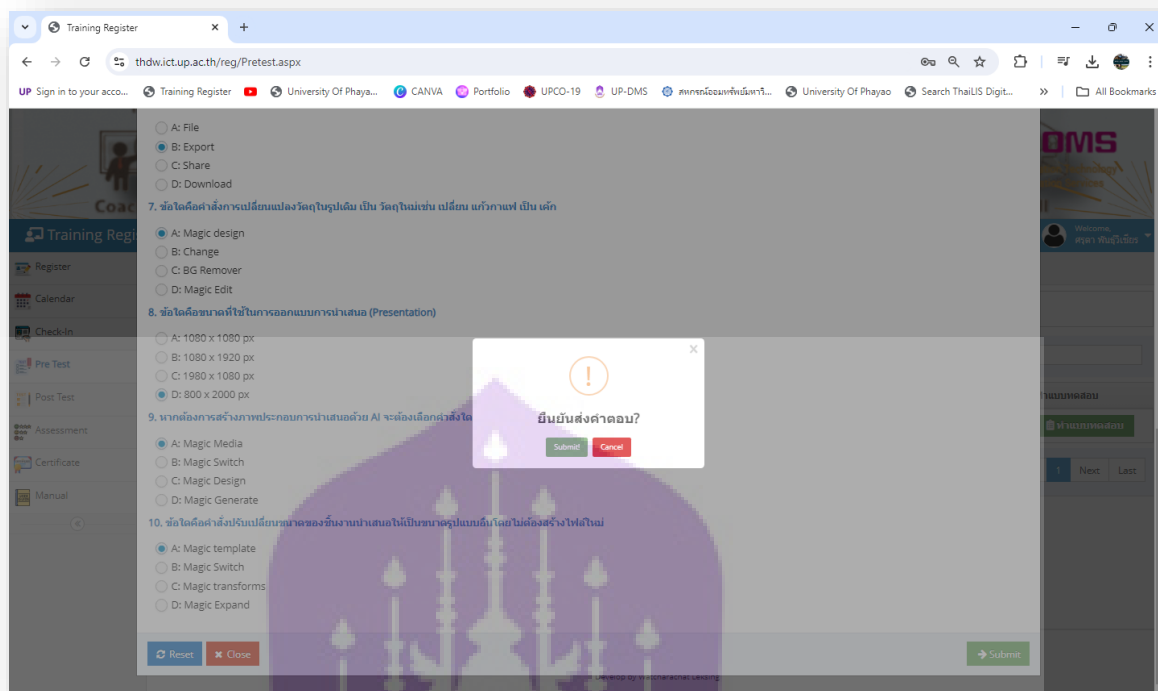 Training Register
thdw.ict.up.ac.th/reg/Pretest.aspx
UP Sign in to your acco... Training Register University Of Phaya... CANVA Portfolio UPCO-19 UP-DMS University Of Phayao Search ThaiLIS Digit... » All Bookmarks
A: File
B: Export
C: Share
D: Download
7. ข้อใดคือคำสั่งการเปลี่ยนแปลงวัตถุในรูปเดิม เป็น วัตถุใหม่เช่น เปลี่ยน แก้วกาแฟ เป็น เค้ก
A: Magic design
B: Change
C: BG Remover
D: Magic Edit
8. ข้อใดคือขนาดที่ใช้ในการออกแบบการนำเสนอ (Presentation)
A: 1080 x 1080 px
B: 1080 x 1920 px
C: 1980 x 1080 px
D: 800 x 2000 px
9. หากต้องการสร้างภาพประกอบการนำเสนอด้วย AI จะต้องเลือกคำสั่งใด
A: Magic Media
B: Magic Switch
C: Magic Design
D: Magic Generate
10. ข้อใดคือคำสั่งปรับเปลี่ยนขนาดของชิ้นงานนำเสนอให้เป็นขนาดรูปแบบอื่นโดยไม่ต้องสร้างไฟล์ใหม่
A: Magic template
B: Magic Switch
C: Magic transforms
D: Magic Expand
Reset Close Submit
ยืนยันส่งคำตอบ?
Submit! Cancel
Coac
Training Regi
Register
Calendar
Check-In
Pre Test
Post Test
Assessment
Certificate
Manual
DMS
Welcome,
ทำแบบทดสอบ
1 Next Last